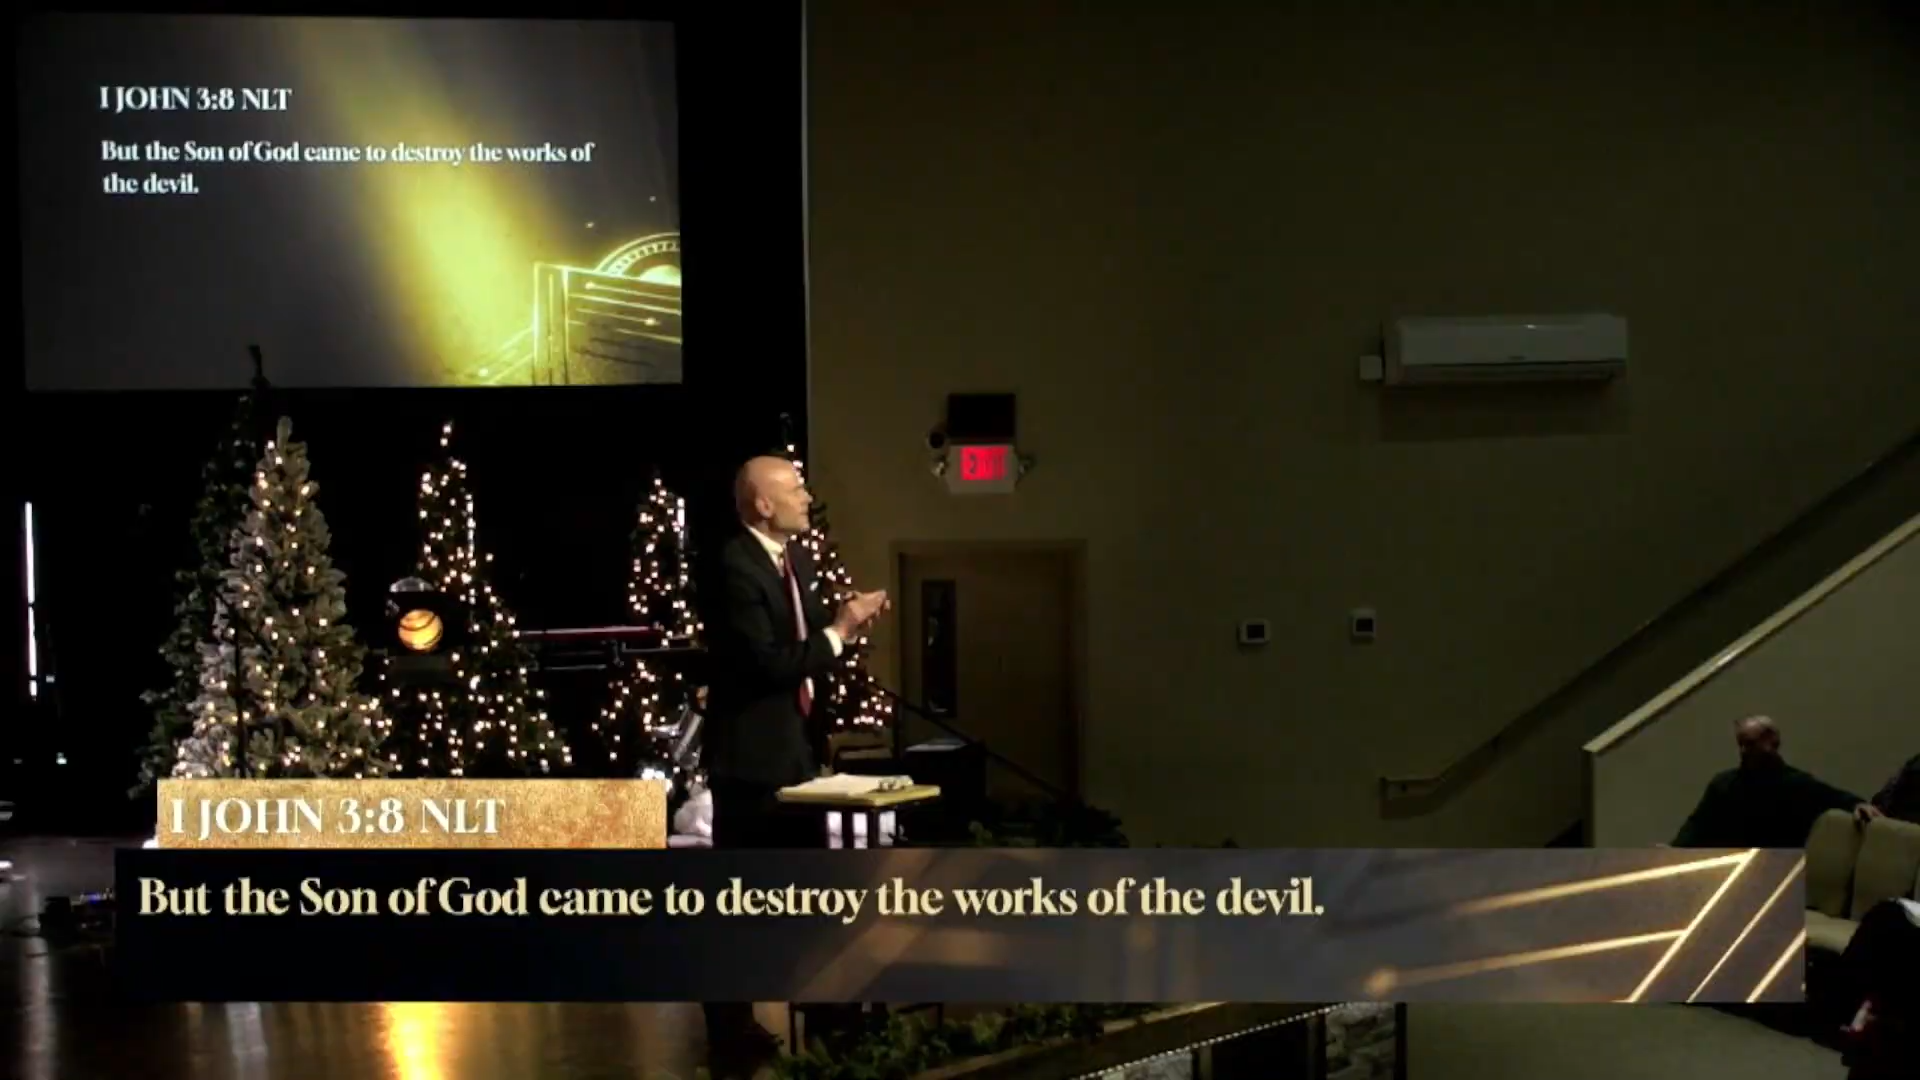 I JOHN 3:8 NLT
But the Son of God came to destroy the works of
the devil.
EXIT
I JOHN 3:8 NLT
But the Son of God came to destroy the works of the devil.